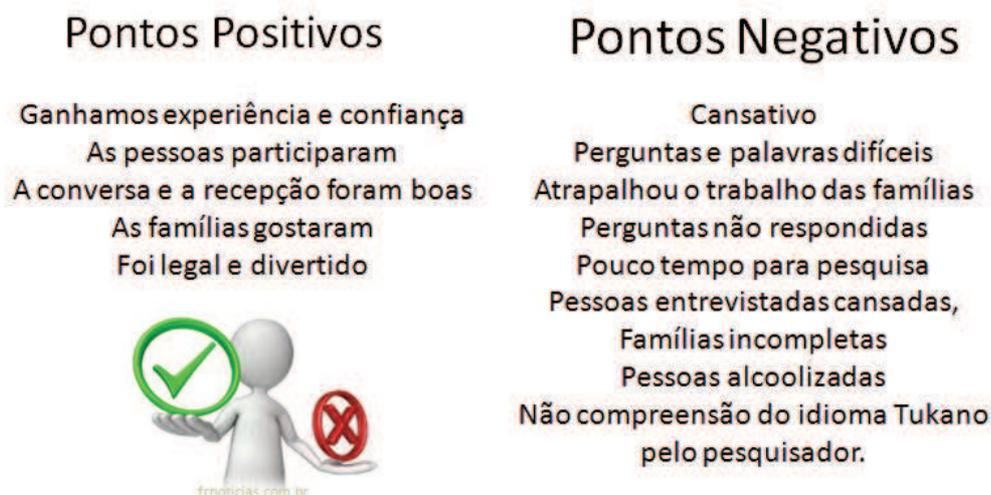 Pontos Positivos
Ganhamos experiência e confiança
As pessoas participaram
A conversa e a recepção foram boas
As famílias gostaram
Foi legal e divertido
frnoticias.com.br
Pontos Negativos
Cansativo
Perguntas e palavras difíceis
Atrapalhou o trabalho das famílias
Perguntas não respondidas
Pouco tempo para pesquisa
Pessoas entrevistadas cansadas,
Famílias incompletas
Pessoas alcoolizadas
Não compreensão do idioma Tukano
pelo pesquisador.